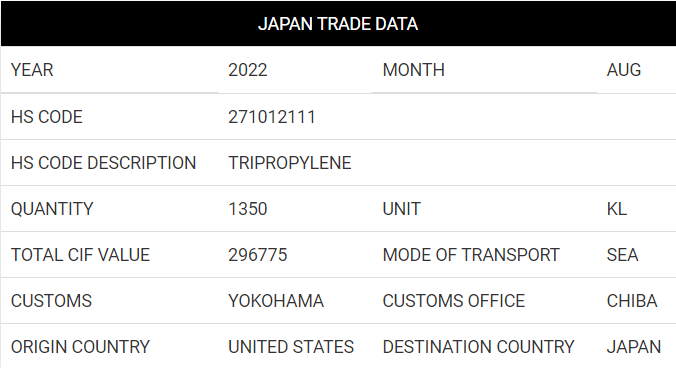 JAPAN TRADE DATA
YEAR 2022 MONTH AUG
HS CODE 271012111
HS CODE DESCRIPTION TRIPROPYLENE
QUANTITY 1350 UNIT KL
TOTAL CIF VALUE 296775 MODE OF TRANSPORT SEA
CUSTOMS YOKOHAMA CUSTOMS OFFICE CHIBA
ORIGIN COUNTRY UNITED STATES DESTINATION COUNTRY JAPAN